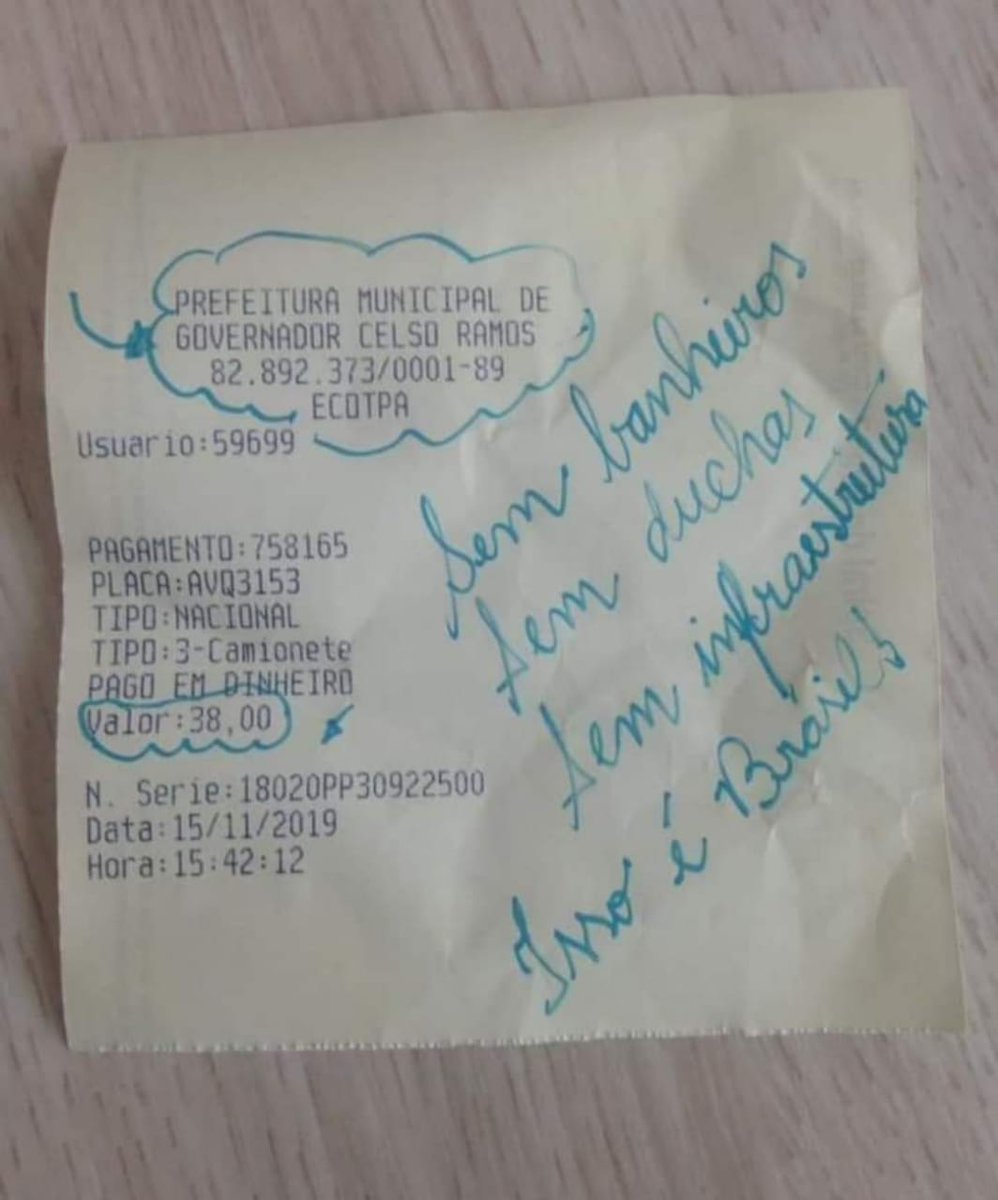 PREFEITURA MUNICIPAL DE
GOVERNADOR CELSO RAMOS
82.892.373/0001-89
ECOTPA
Usuario:59699
PAGAMENTO:758165
PLACA:AVQ3153
TIPO:NACIONAL
TIPO:3-Camionete
PAGO EM DINHEIRO
Valor:38,00
N. Serie:18020PP30922500
Data:15/11/2019
Hora:15:42:12
Sem banheiros
Sem duchas
Sem infraestrutura
Isso é Brasil!